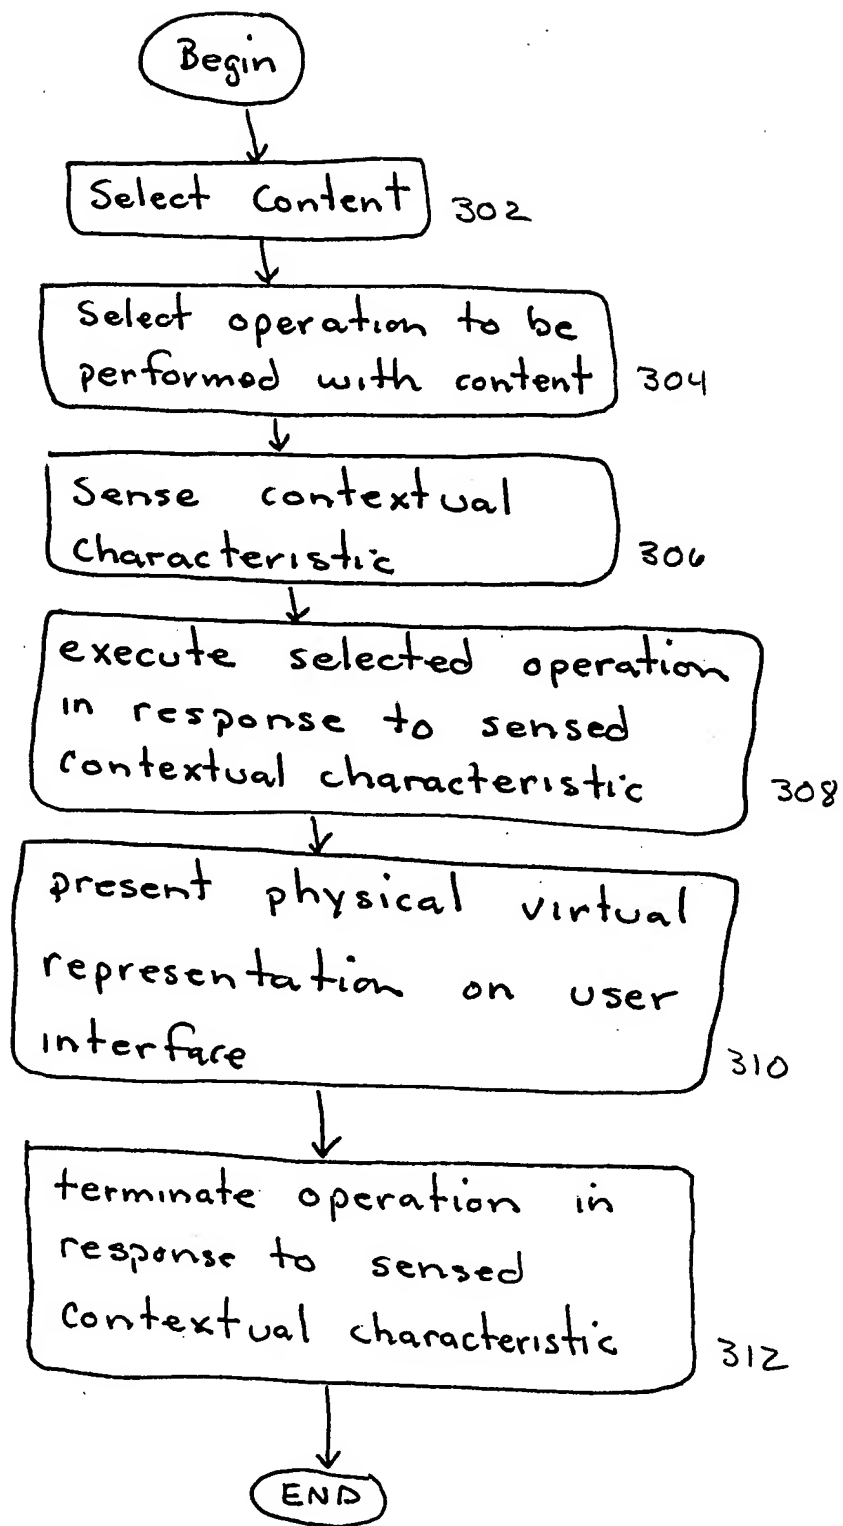 Begin
Select Content
302
Select operation to be
performed with content
304
Sense contextual
characteristic
306
execute selected operation
in response to sensed
contextual characteristic
308
present physical virtual
representation on user
interface
310
terminate operation in
response to sensed
contextual characteristic
312
END